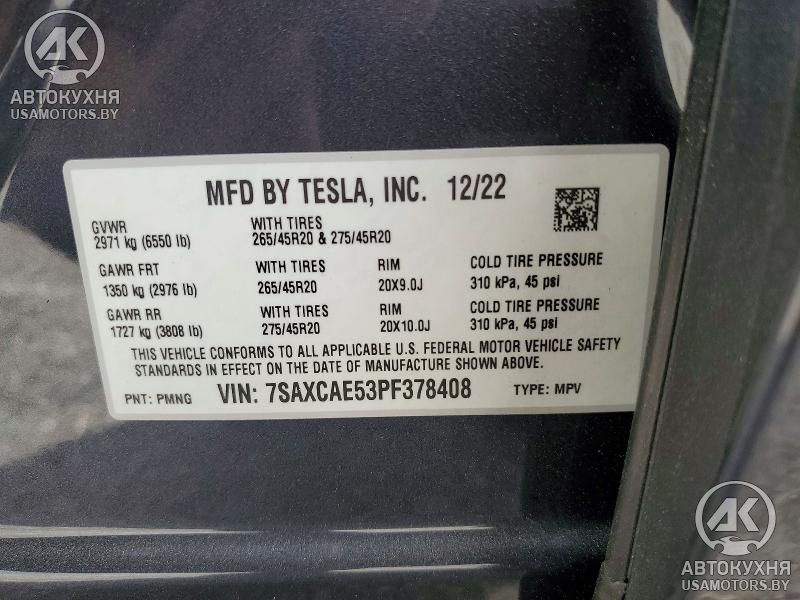 AK
АВТОКУХНЯ
USAMOTORS.BY
MFD BY TESLA, INC. 12/22
GVWR WITH TIRES
2971 kg (6550 lb) 265/45R20 & 275/45R20
GAWR FRT WITH TIRES RIM COLD TIRE PRESSURE
1350 kg (2976 lb) 265/45R20 20X9.0J 310 kPa, 45 psi
GAWR RR WITH TIRES RIM COLD TIRE PRESSURE
1727 kg (3808 lb) 275/45R20 20X10.0J 310 kPa, 45 psi
THIS VEHICLE CONFORMS TO ALL APPLICABLE U.S. FEDERAL MOTOR VEHICLE SAFETY
STANDARDS IN EFFECT ON THE DATE OF MANUFACTURE SHOWN ABOVE.
PNT: PMNG VIN: 7SAXCAE53PF378408 TYPE: MPV
AK
АВТОКУХНЯ
USAMOTORS.BY